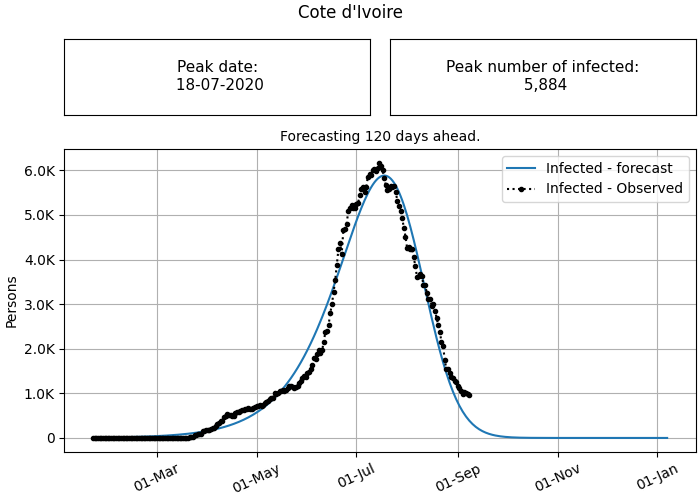 Cote d'Ivoire
Peak date:
18-07-2020
Peak number of infected:
5,884
Forecasting 120 days ahead.
Infected - forecast
Infected - Observed
6.0K
5.0K
4.0K
3.0K
2.0K
1.0K
0
Persons
01-Mar
01-May
01-Jul
01-Sep
01-Nov
01-Jan